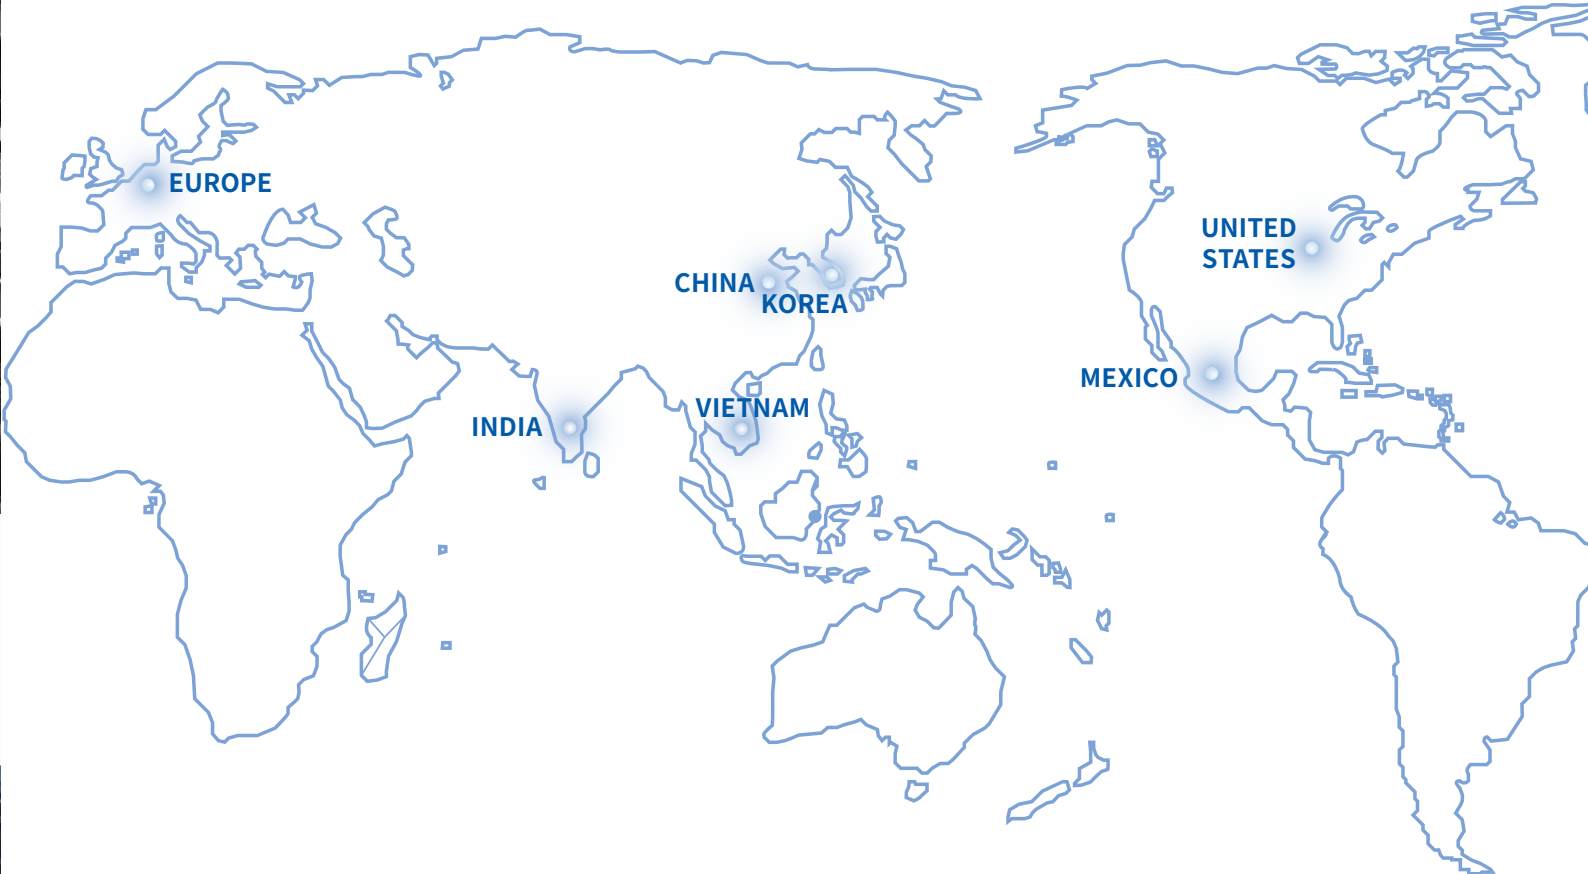 EUROPE
UNITED
STATES
CHINA
KOREA
MEXICO
VIETNAM
INDIA